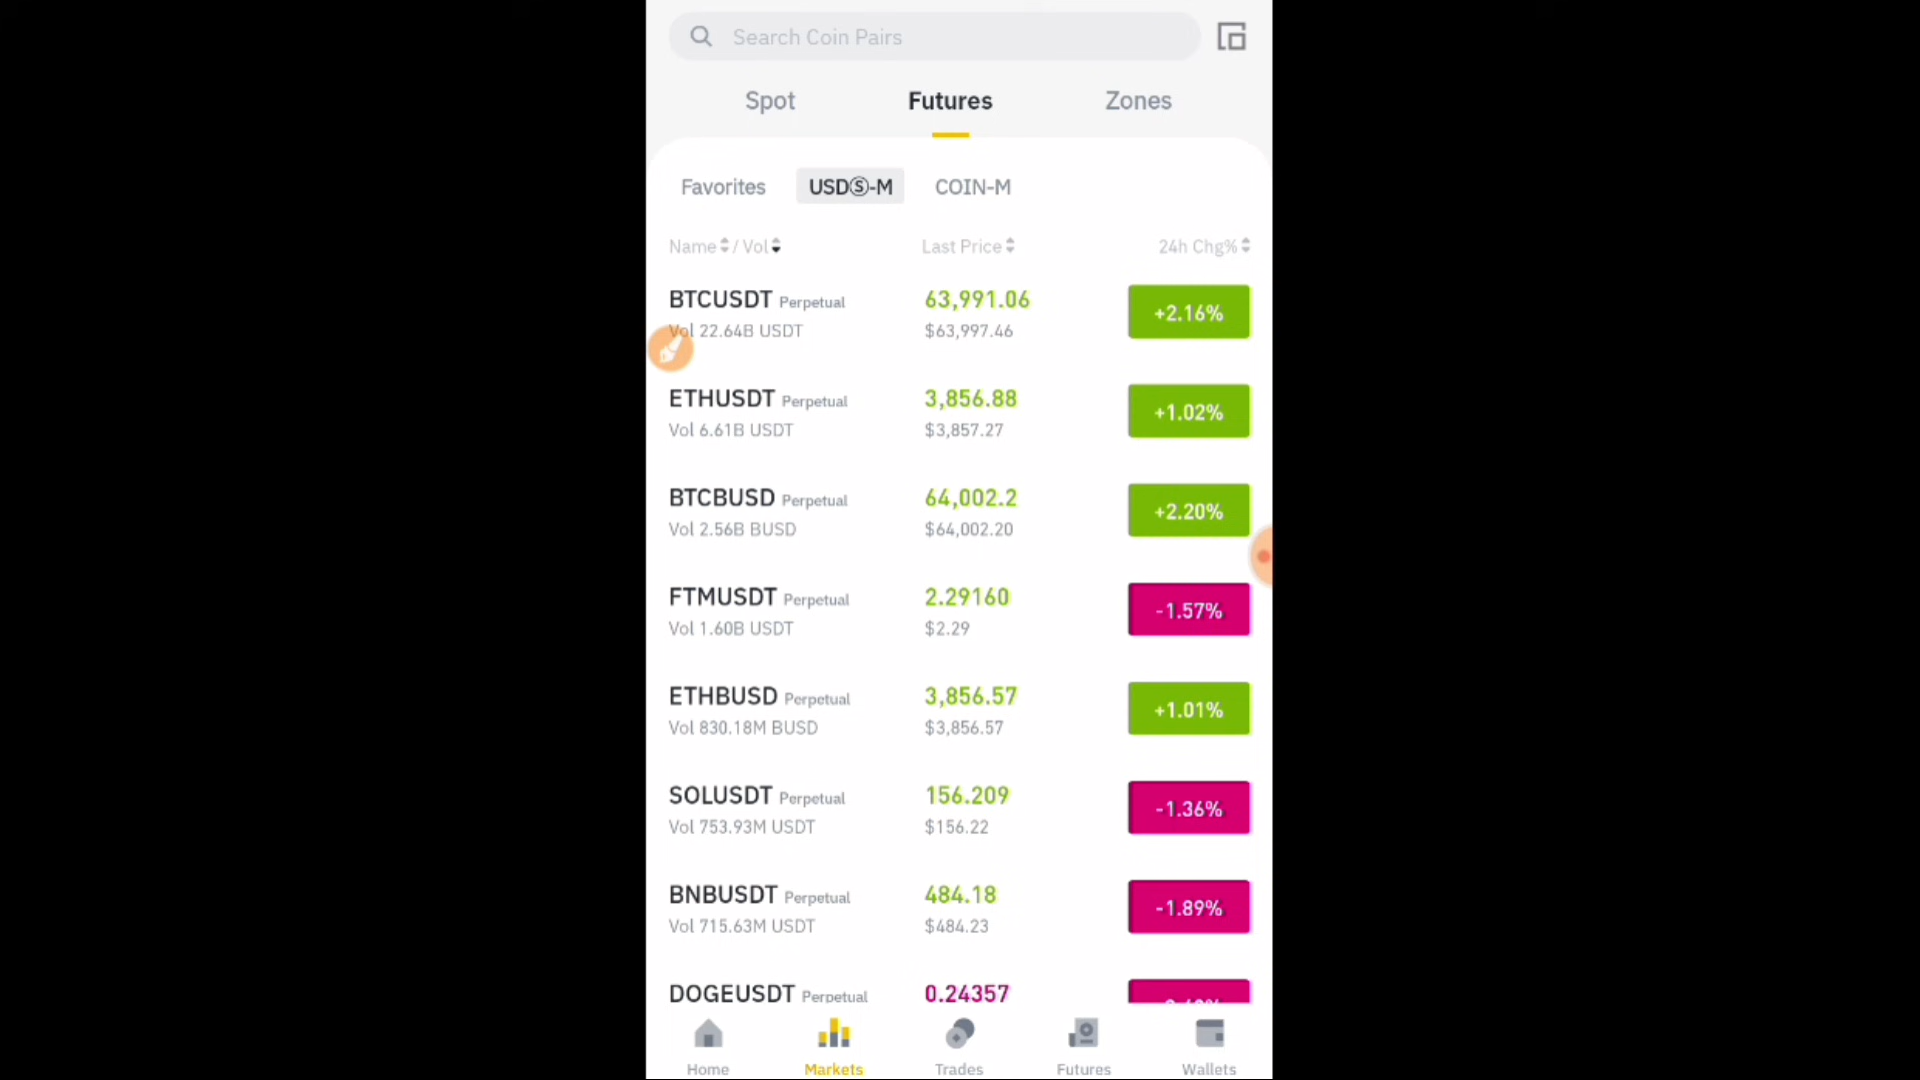 Search Coin Pairs
Spot Futures Zones
Favorites USDⓈ-M COIN-M
Name / Vol Last Price 24h Chg%
BTCUSDT Perpetual 63,991.06 +2.16%
Vol 22.64B USDT $63,997.46
ETHUSDT Perpetual 3,856.88 +1.02%
Vol 6.61B USDT $3,857.27
BTCBUSD Perpetual 64,002.2 +2.20%
Vol 2.56B BUSD $64,002.20
FTMUSDT Perpetual 2.29160 -1.57%
Vol 1.60B USDT $2.29
ETHBUSD Perpetual 3,856.57 +1.01%
Vol 830.18M BUSD $3,856.57
SOLUSDT Perpetual 156.209 -1.36%
Vol 753.93M USDT $156.22
BNBUSDT Perpetual 484.18 -1.89%
Vol 715.63M USDT $484.23
DOGEUSDT Perpetual 0.24357
Home Markets Trades Futures Wallets